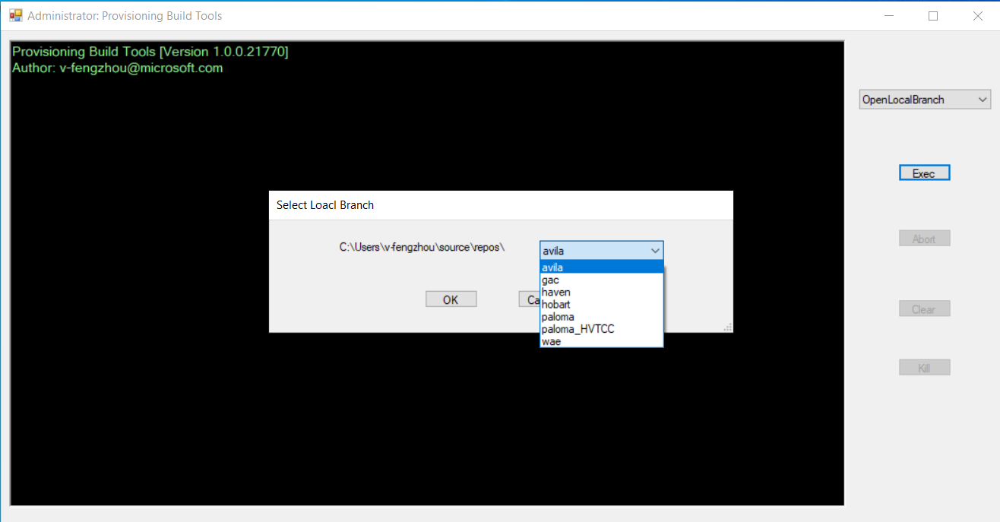 Administrator: Provisioning Build Tools
Provisioning Build Tools [Version 1.0.0.21770]
Author: v-fengzhou@microsoft.com
OpenLocalBranch
Exec
Abort
Clear
Kill
Select Loacl Branch
C:\Users\v-fengzhou\source\repos\
avila
avila
gac
haven
hobart
paloma
paloma_HVTCC
wae
OK
Ca